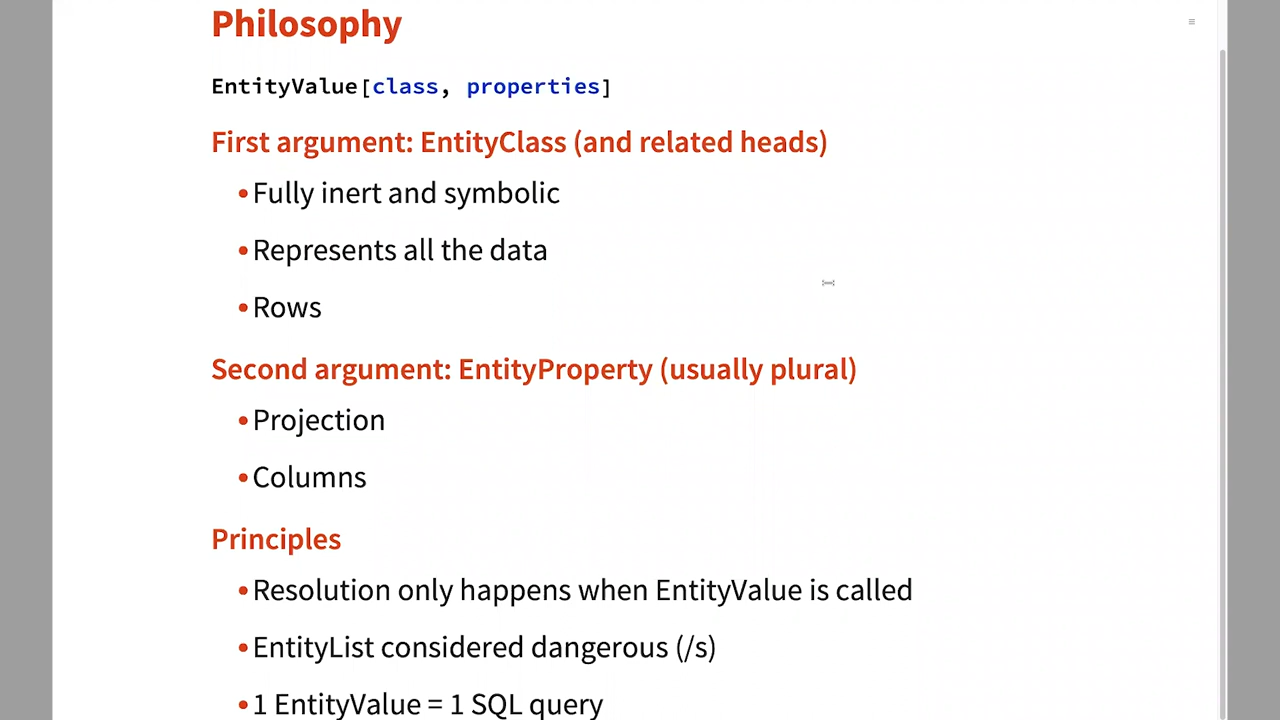 Philosophy
EntityValue[class, properties]
First argument: EntityClass (and related heads)
•Fully inert and symbolic
•Represents all the data
•Rows
Second argument: EntityProperty (usually plural)
•Projection
•Columns
Principles
•Resolution only happens when EntityValue is called
•EntityList considered dangerous (/s)
•1 EntityValue = 1 SQL query